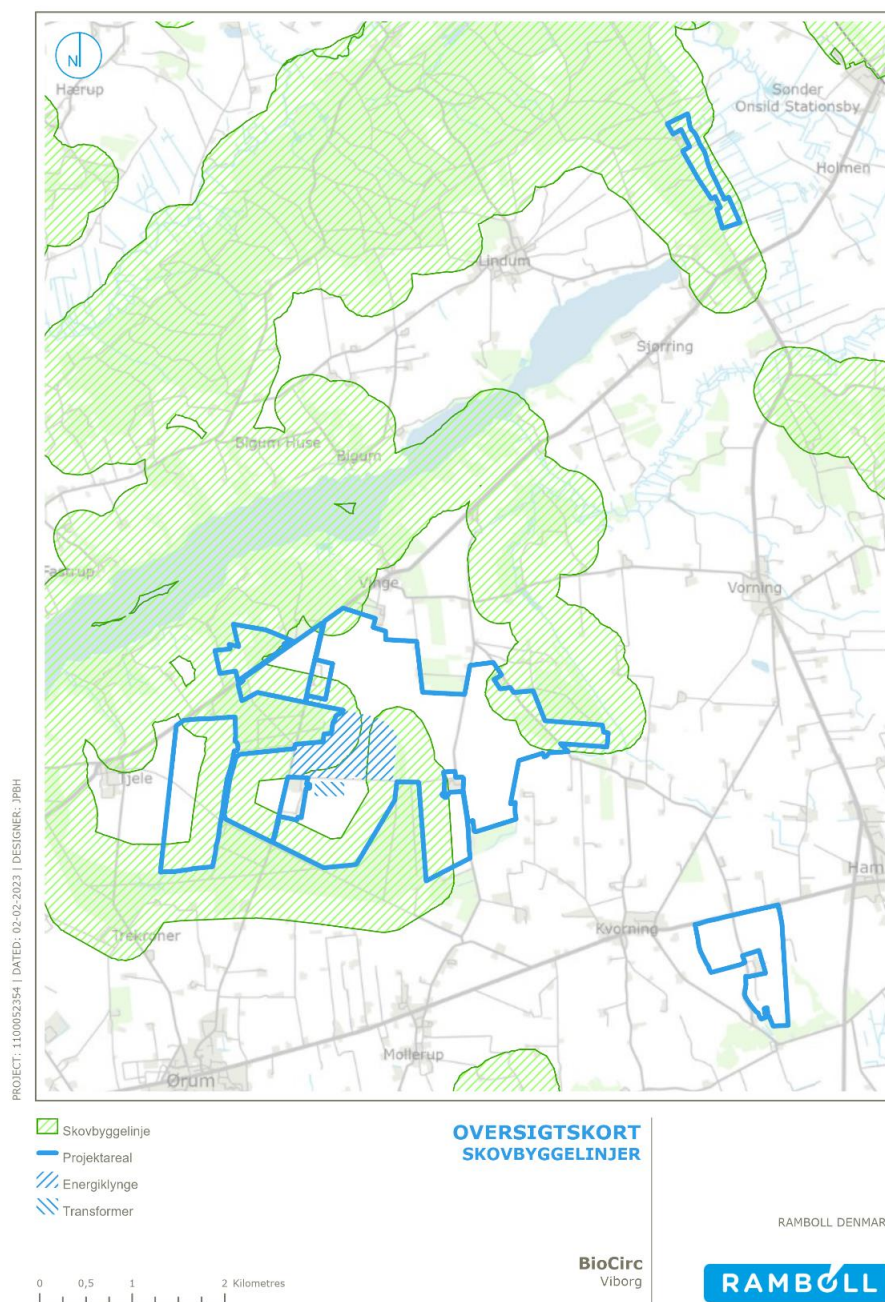 N
Hærup
Sønder
Onsild Stationsby
Holmen
Lindum
Sjørring
Bigum Huse
Bigum
Fastrup
Vinge
Vorning
Tjele
Ham
Kvorning
Trekroner
Mollerup
Ørum
PROJECT: 1100052354 | DATED: 02-02-2023 | DESIGNER: JPBH
Skovbyggelinje
Projektareal
Energiklynge
Transformer
OVERSIGTSKORT
SKOVBYGGELINJER
RAMBOLL DENMAR
BioCirc
Viborg
0 0,5 1 2 Kilometres
RAMBOLL